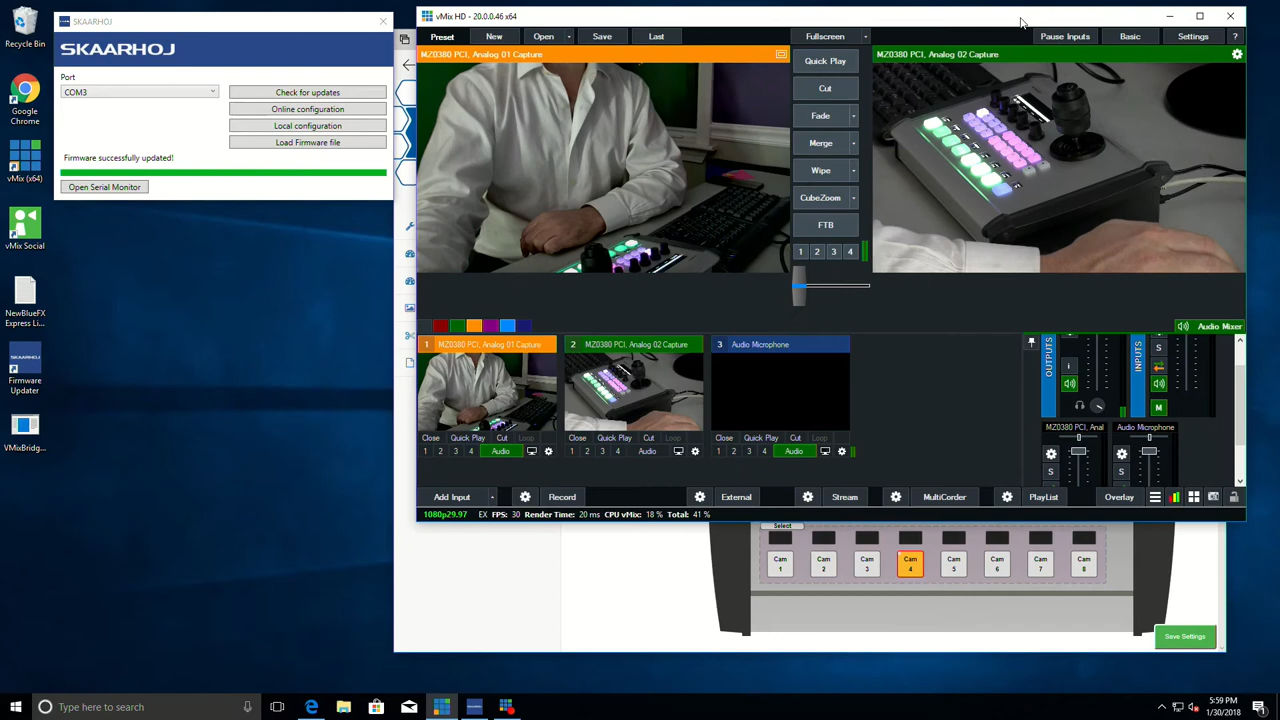 Recycle Bin
Google Chrome
vMix (x64)
vMix Social
NewBlueFX Express Li...
Firmware Updater
VMixBridg...
SKAARHOJ
SKAARHOJ
Port
COM3
Check for updates
Online configuration
Local configuration
Load Firmware file
Firmware successfully updated!
Open Serial Monitor
vMix HD - 20.0.0.46 x64
Preset
New
Open
Save
Last
Fullscreen
Pause Inputs
Basic
Settings
?
MZ0380 PCI, Analog 01 Capture
MZ0380 PCI, Analog 02 Capture
Quick Play
Cut
Fade
Merge
Wipe
CubeZoom
FTB
1 2 3 4
Audio Mixer
1 MZ0380 PCI, Analog 01 Capture
2 MZ0380 PCI, Analog 02 Capture
3 Audio Microphone
Close Quick Play Cut Loop
1 2 3 4 Audio
Close Quick Play Cut Loop
1 2 3 4 Audio
Close Quick Play Cut Loop
1 2 3 4 Audio
OUTPUTS
INPUTS
S
M
MZ0380 PCI, Anal
Audio Microphone
S
S
Add Input
Record
External
Stream
MultiCorder
PlayList
Overlay
1080p29.97 EX FPS: 30 Render Time: 20 ms CPU vMix: 18 % Total: 41 %
Select
Cam 1
Cam 2
Cam 3
Cam 4
Cam 5
Cam 6
Cam 7
Cam 8
Save Settings
Type here to search
5:59 PM
1/30/2018